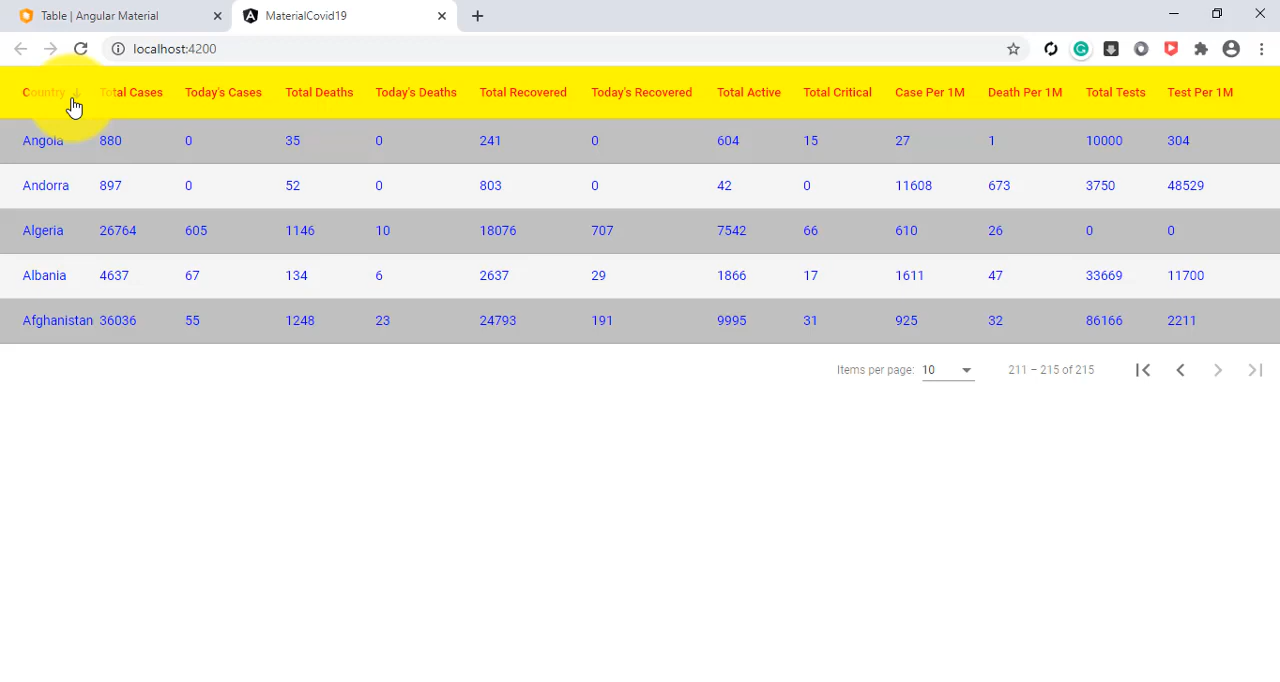 Table | Angular Material
MaterialCovid19
localhost:4200
Country Total Cases Today's Cases Total Deaths Today's Deaths Total Recovered Today's Recovered Total Active Total Critical Case Per 1M Death Per 1M Total Tests Test Per 1M
Angola 880 0 35 0 241 0 604 15 27 1 10000 304
Andorra 897 0 52 0 803 0 42 0 11608 673 3750 48529
Algeria 26764 605 1146 10 18076 707 7542 66 610 26 0 0
Albania 4637 67 134 6 2637 29 1866 17 1611 47 33669 11700
Afghanistan 36036 55 1248 23 24793 191 9995 31 925 32 86166 2211
Items per page: 10 211 – 215 of 215